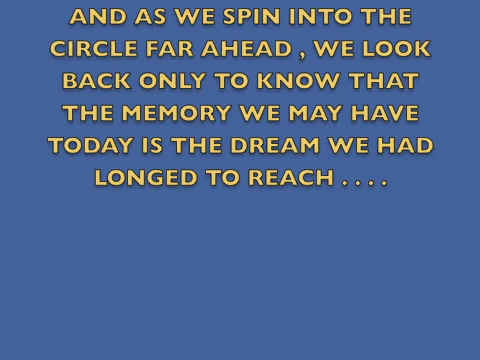 AND AS WE SPIN INTO THE
CIRCLE FAR AHEAD , WE LOOK
BACK ONLY TO KNOW THAT
THE MEMORY WE MAY HAVE
TODAY IS THE DREAM WE HAD
LONGED TO REACH . . . .